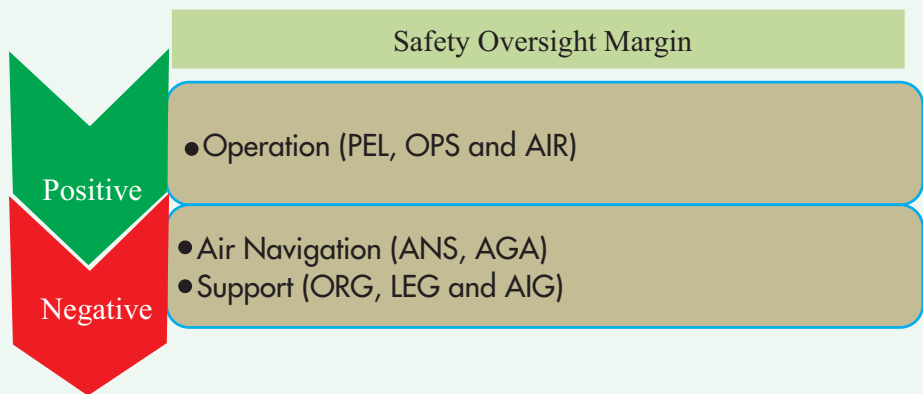 Safety Oversight Margin
Positive
● Operation (PEL, OPS and AIR)
Negative
● Air Navigation (ANS, AGA)
● Support (ORG, LEG and AIG)